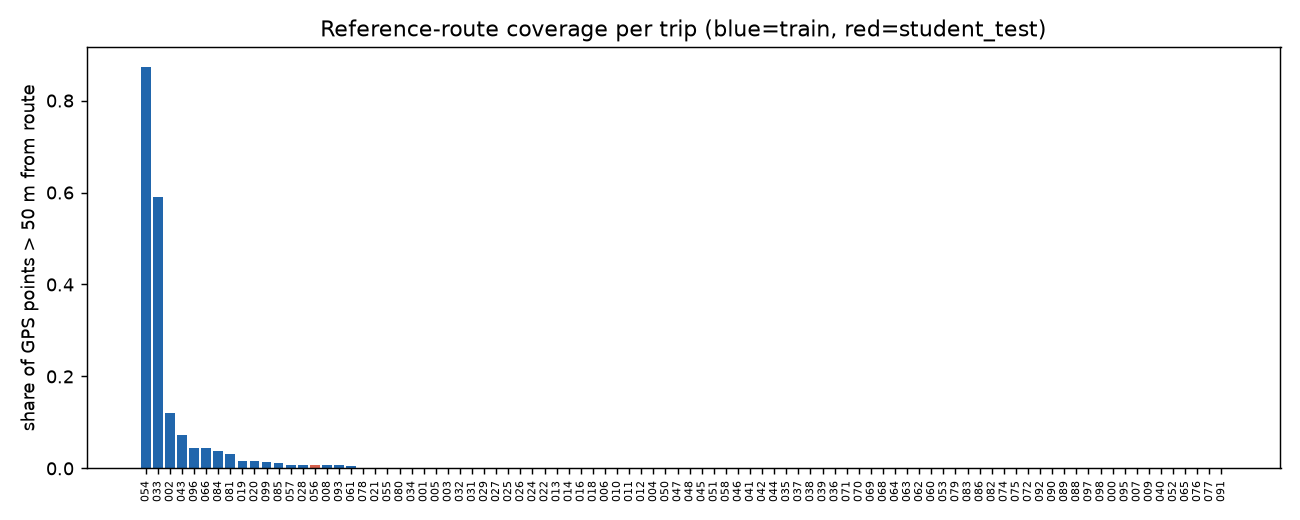 Reference-route coverage per trip (blue=train, red=student_test)
share of GPS points > 50 m from route
0.8
0.6
0.4
0.2
0.0
054 033 002 043 096 066 084 081 019 020 099 085 057 028 056 008 093 061 078 021 055 080 034 001 005 003 032 031 029 027 025 026 024 022 013 014 016 018 006 010 011 012 004 050 047 048 045 051 058 046 041 042 044 035 037 038 039 036 071 070 069 068 064 063 062 060 053 079 083 086 082 074 075 072 092 090 089 088 097 098 000 095 007 009 040 052 065 076 077 091